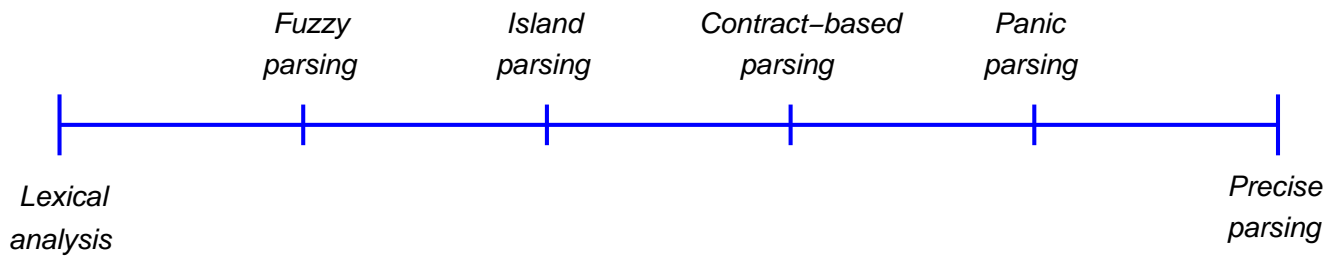 Fuzzy
parsing
Island
parsing
Contract−based
parsing
Panic
parsing
Lexical
analysis
Precise
parsing